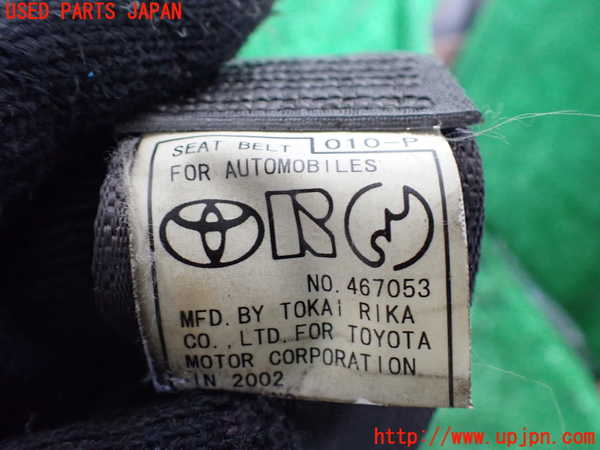 USED PARTS JAPAN
SEAT BELT 010-P
FOR AUTOMOBILES
NO. 467053
MFD. BY TOKAI RIKA
CO., LTD. FOR TOYOTA
MOTOR CORPORATION
IN 2002
http://www.upjpn.com/